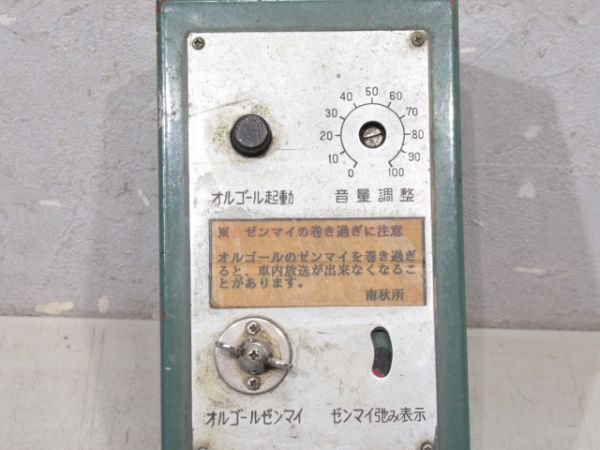 0 10 20 30 40 50 60 70 80 90 100
オルゴール起動 音量調整
※ ゼンマイの巻き過ぎに注意
オルゴールのゼンマイを巻き過ぎ
ると、車内放送が出来なくなるこ
とがあります。
南秋所
オルゴールゼンマイ ゼンマイ弛み表示